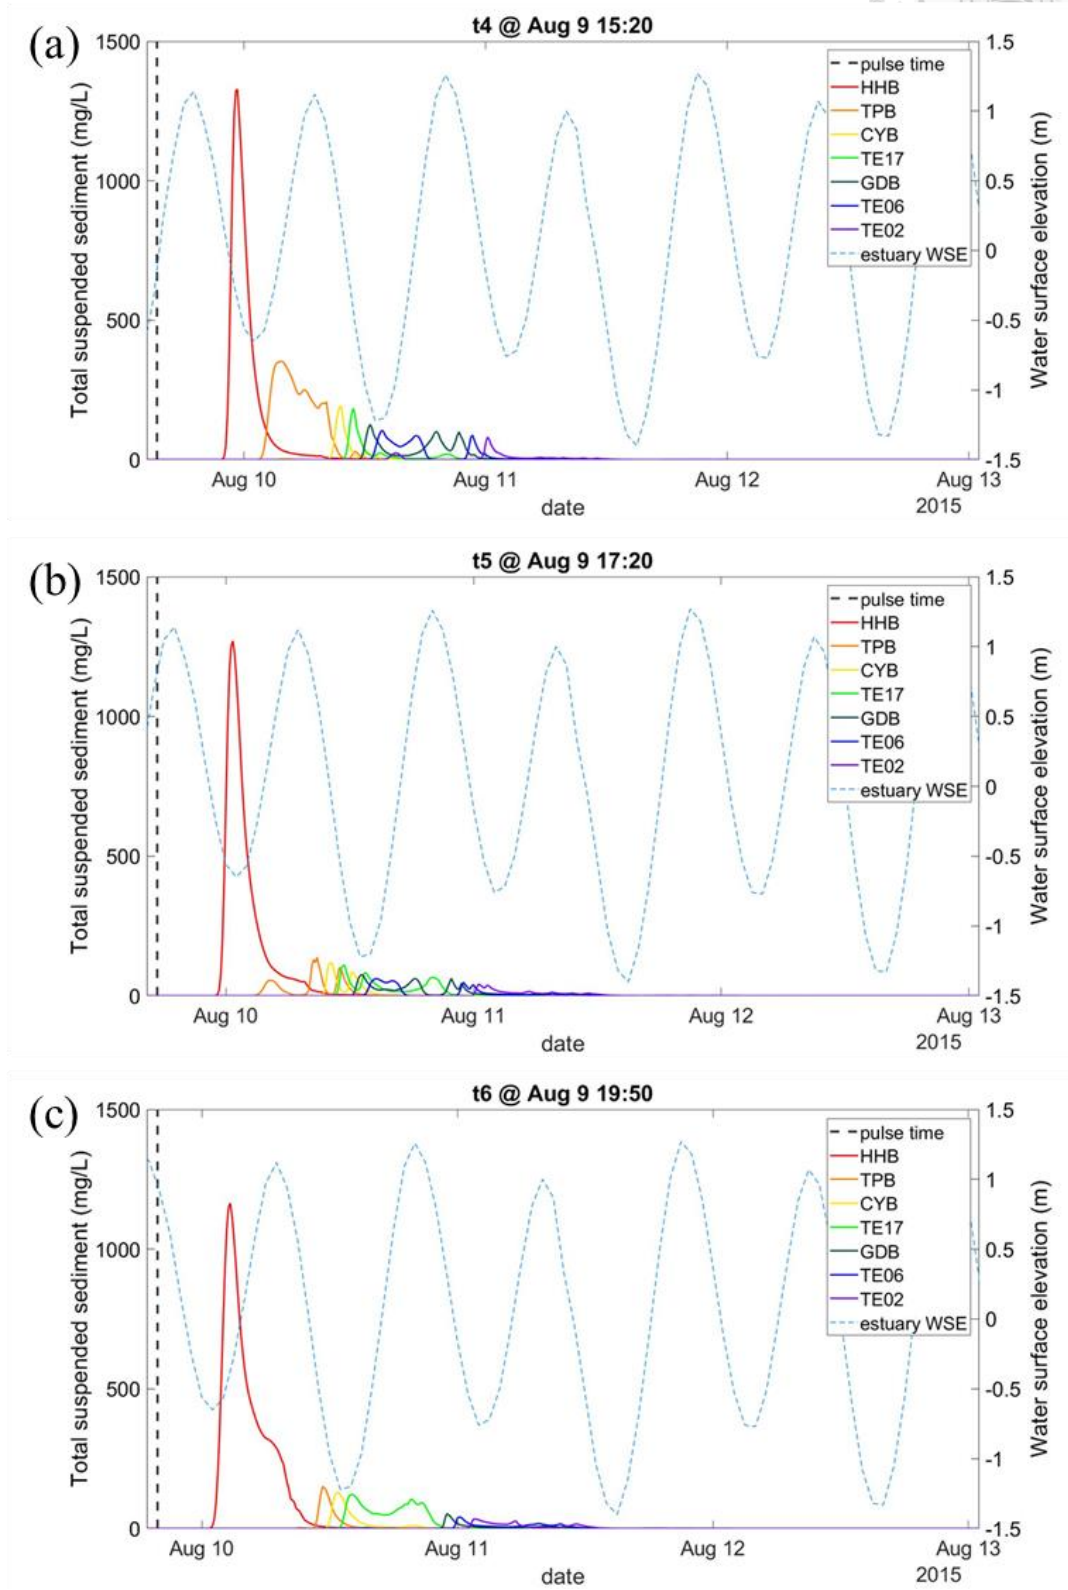 (a)
t4 @ Aug 9 15:20
Total suspended sediment (mg/L)
1500
1000
500
0
Water surface elevation (m)
1.5
1
0.5
0
-0.5
-1
-1.5
pulse time
HHB
TPB
CYB
TE17
GDB
TE06
TE02
estuary WSE
Aug 10 Aug 11 Aug 12 Aug 13
date 2015
(b)
t5 @ Aug 9 17:20
Total suspended sediment (mg/L)
1500
1000
500
0
Water surface elevation (m)
1.5
1
0.5
0
-0.5
-1
-1.5
pulse time
HHB
TPB
CYB
TE17
GDB
TE06
TE02
estuary WSE
Aug 10 Aug 11 Aug 12 Aug 13
date 2015
(c)
t6 @ Aug 9 19:50
Total suspended sediment (mg/L)
1500
1000
500
0
Water surface elevation (m)
1.5
1
0.5
0
-0.5
-1
-1.5
pulse time
HHB
TPB
CYB
TE17
GDB
TE06
TE02
estuary WSE
Aug 10 Aug 11 Aug 12 Aug 13
date 2015